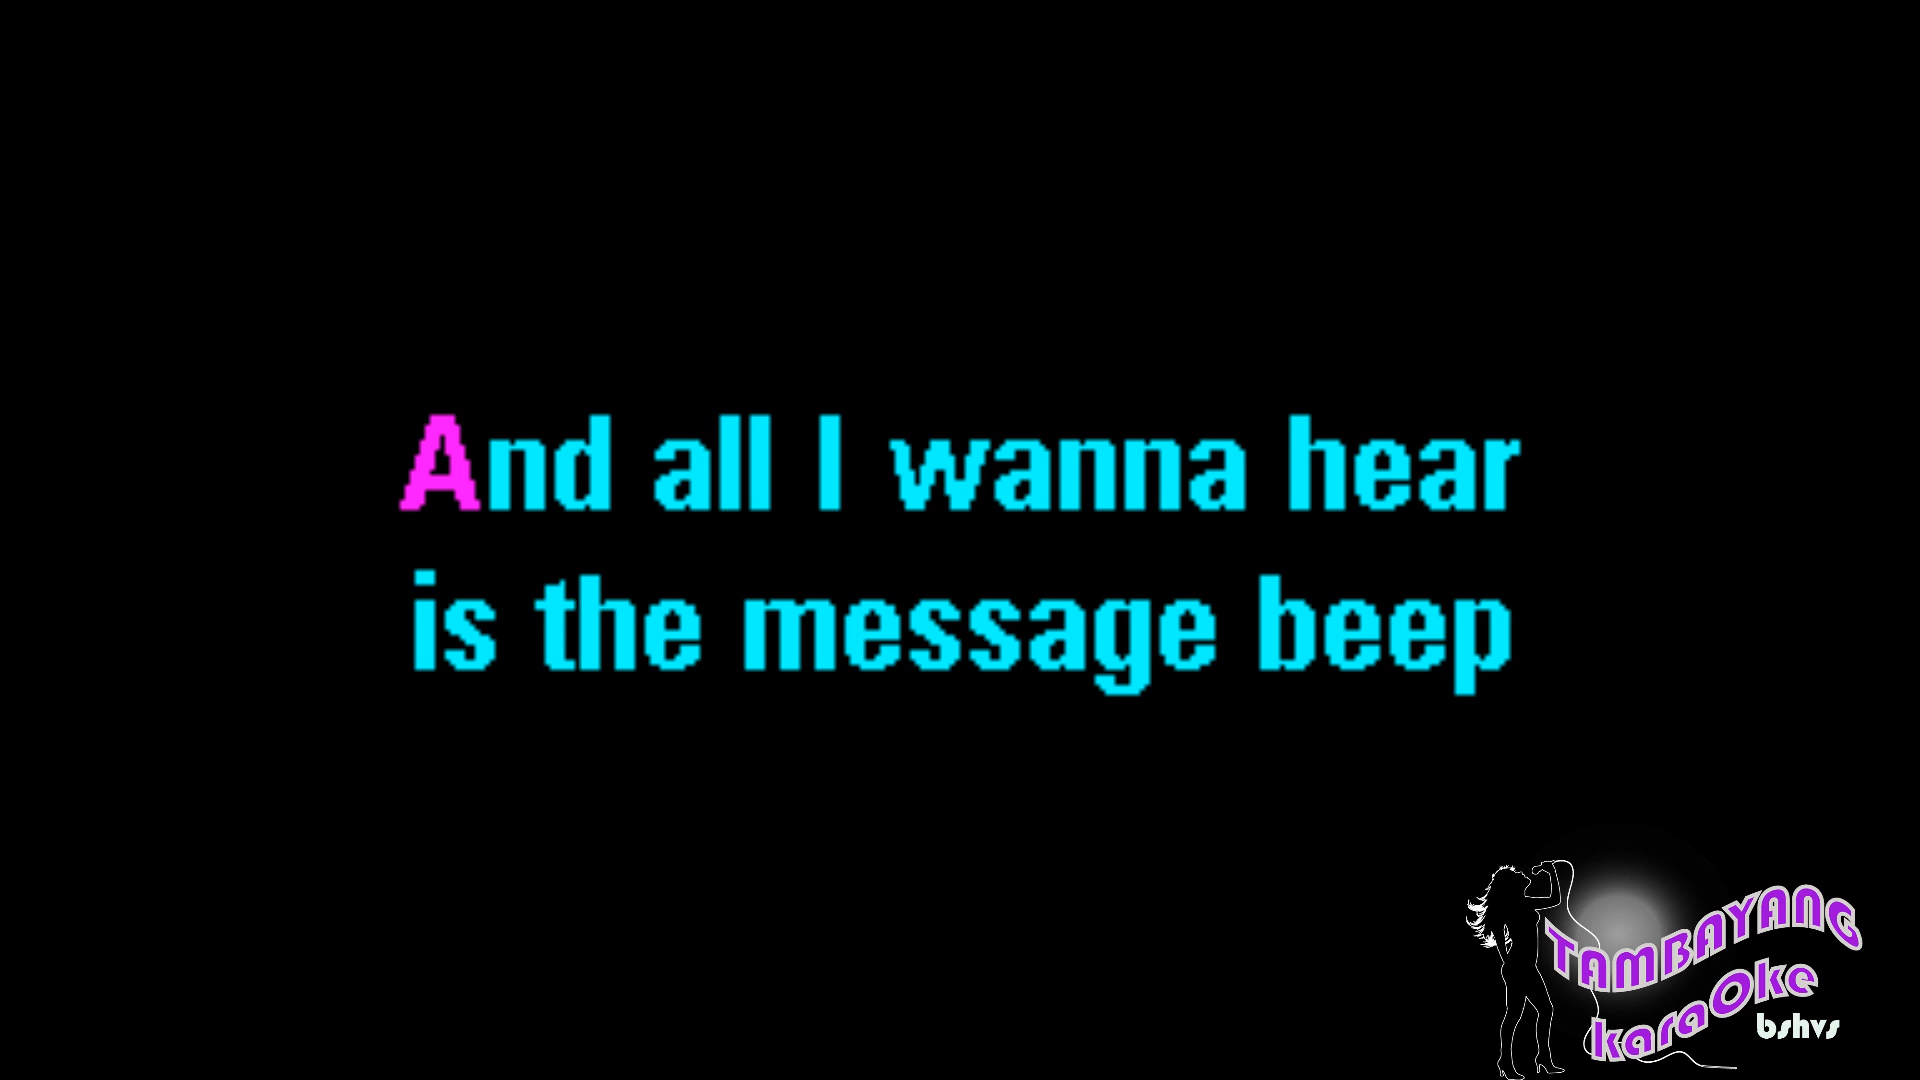 And all I wanna hear
is the message beep
TAMBAYANG
karaOke
bshvs